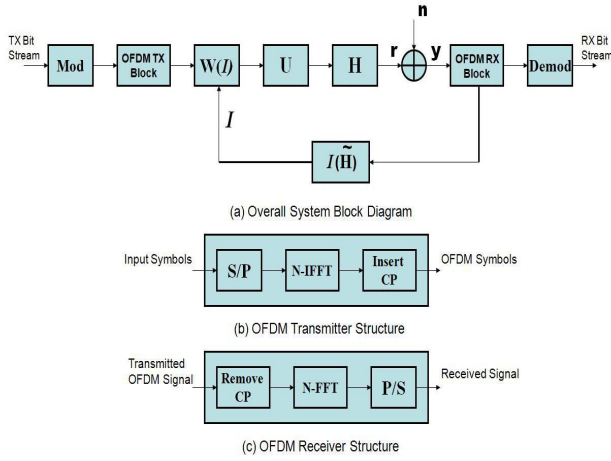 TX Bit
Stream
Mod
OFDM TX
Block
W(I)
U
H
r
n
y
OFDM RX
Block
Demod
RX Bit
Stream
I
I(H̃)
(a) Overall System Block Diagram
Input Symbols
S/P
N-IFFT
Insert
CP
OFDM Symbols
(b) OFDM Transmitter Structure
Transmitted
OFDM Signal
Remove
CP
N-FFT
P/S
Received Signal
(c) OFDM Receiver Structure